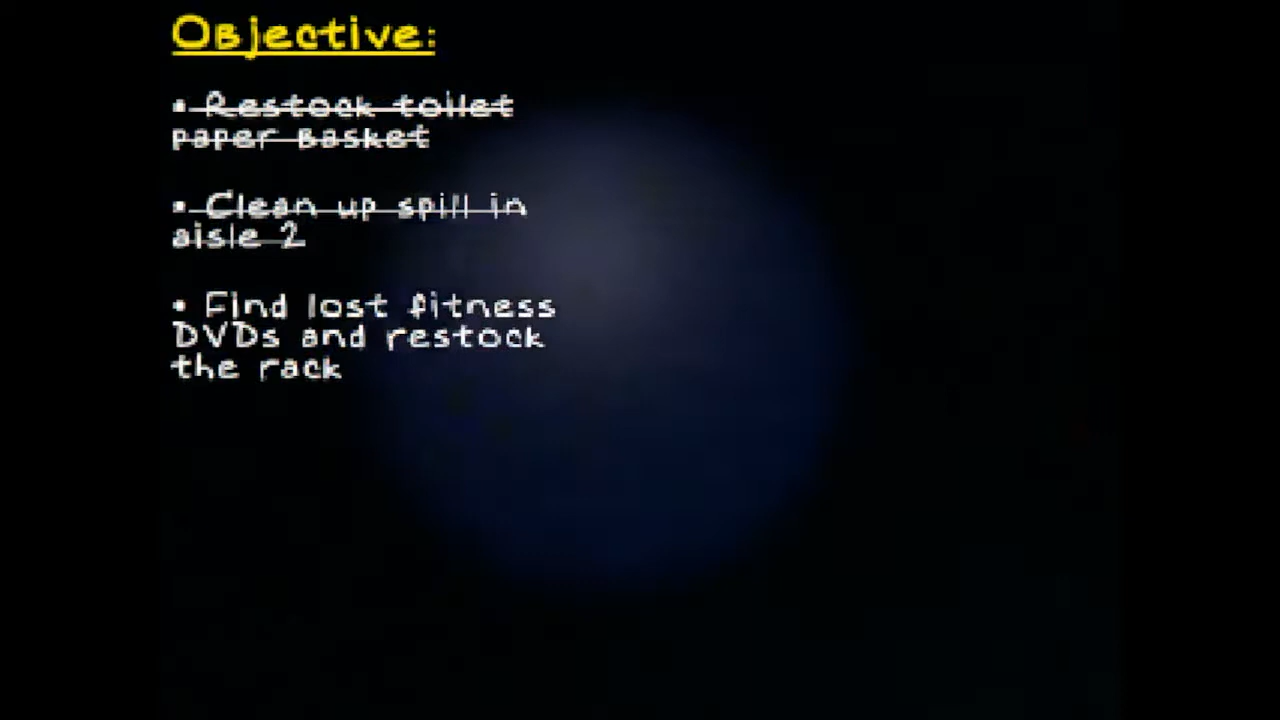 Objective:
• Restock toilet
paper basket
• Clean up spill in
aisle 2
• Find lost fitness
DVDs and restock
the rack